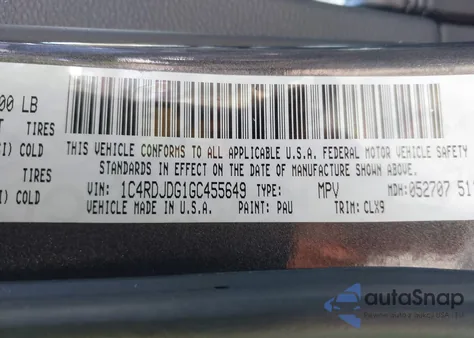 00 LB
T TIRES
I) COLD
TIRES
I) COLD
THIS VEHICLE CONFORMS TO ALL APPLICABLE U.S.A. FEDERAL MOTOR VEHICLE SAFETY
STANDARDS IN EFFECT ON THE DATE OF MANUFACTURE SHOWN ABOVE.
VIN: 1C4RDJDG1GC455649 TYPE: MPV MDH: 052707 51
VEHICLE MADE IN U.S.A. PAINT: PAU TRIM: CLX9
autoSnap